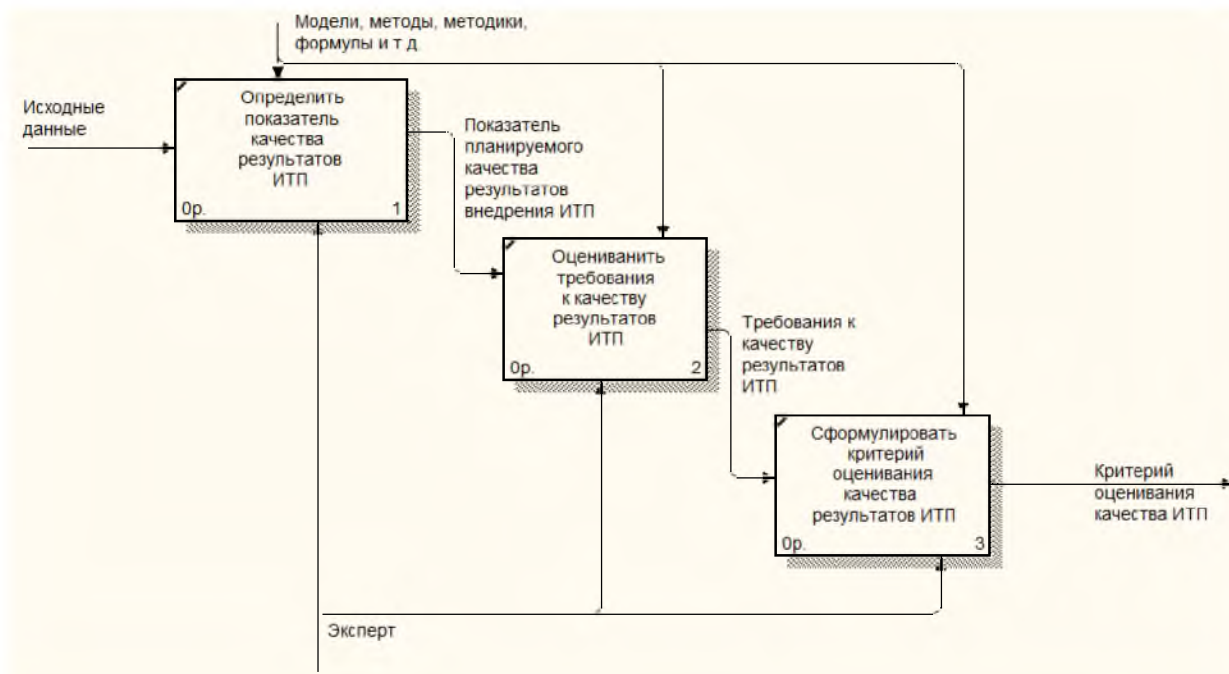 Модели, методы, методики,
формулы и т д
Исходные
данные
Определить
показатель
качества
результатов
ИТП
0р. 1
Показатель
планируемого
качества
результатов
внедрения ИТП
Оцениванить
требования
к качеству
результатов
ИТП
0р. 2
Требования к
качеству
результатов
ИТП
Сформулировать
критерий
оценивания
качества
результатов ИТП
0р. 3
Критерий
оценивания
качества ИТП
Эксперт